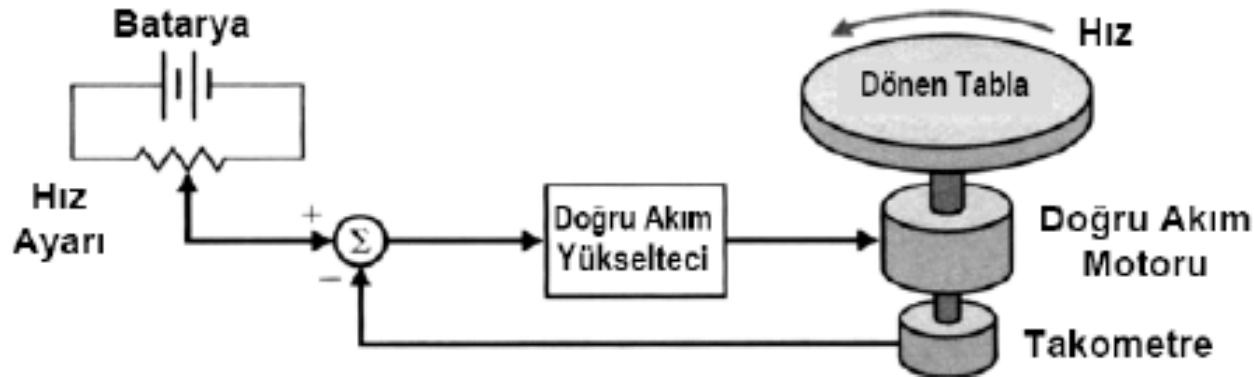 Batarya
Hız
Dönen Tabla
Hız
Ayarı
+
Σ
−
Doğru Akım
Yükselteci
Doğru Akım
Motoru
Takometre